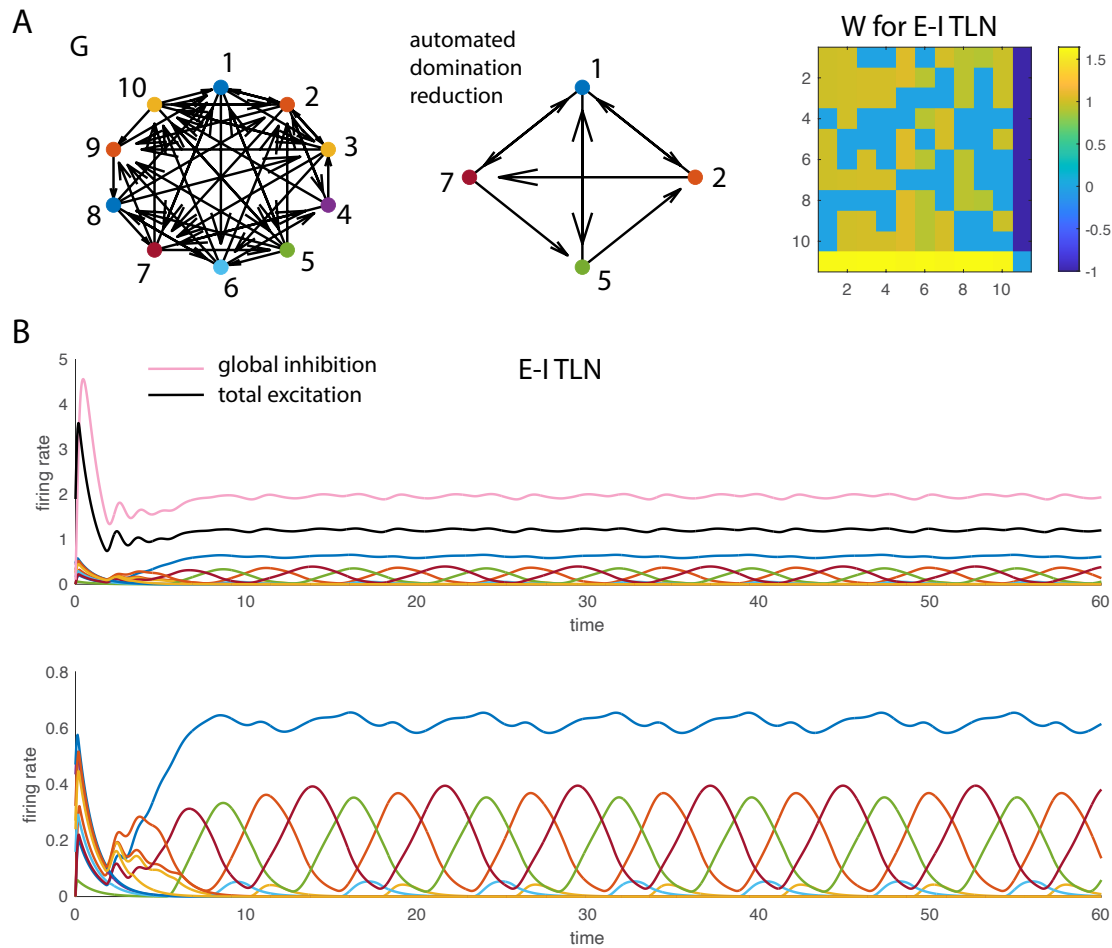 A
G
1
2
3
4
5
6
7
8
9
10
automated
domination
reduction
1
2
5
7
W for E-I TLN
2
4
6
8
10
2 4 6 8 10
1.5
1
0.5
0
-0.5
-1
B
E-I TLN
global inhibition
total excitation
firing rate
5
4
3
2
1
0
0 10 20 30 40 50 60
time
firing rate
0.8
0.6
0.4
0.2
0
0 10 20 30 40 50 60
time